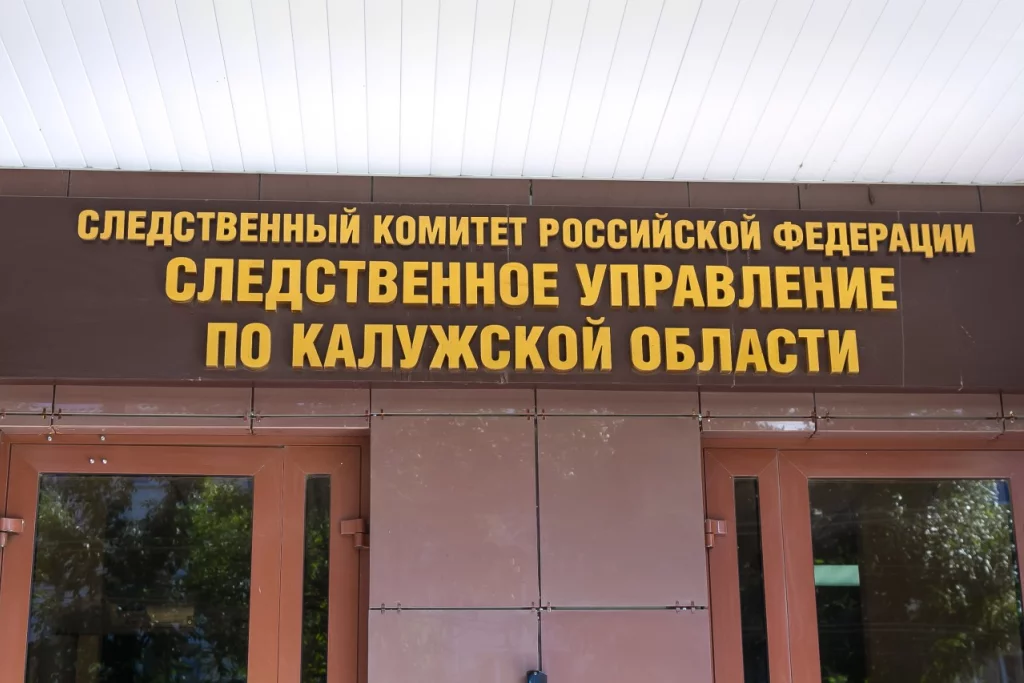 СЛЕДСТВЕННЫЙ КОМИТЕТ РОССИЙСКОЙ ФЕДЕРАЦИИ
СЛЕДСТВЕННОЕ УПРАВЛЕНИЕ
ПО КАЛУЖСКОЙ ОБЛАСТИ